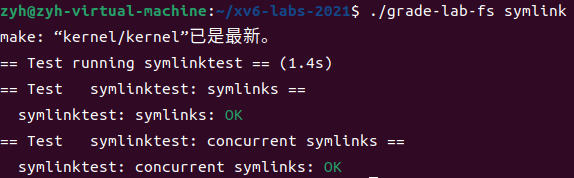 zyh@zyh-virtual-machine:~/xv6-labs-2021$ ./grade-lab-fs symlink
make: “kernel/kernel”已是最新。
== Test running symlinktest == (1.4s)
== Test   symlinktest: symlinks ==
  symlinktest: symlinks: OK
== Test   symlinktest: concurrent symlinks ==
  symlinktest: concurrent symlinks: OK